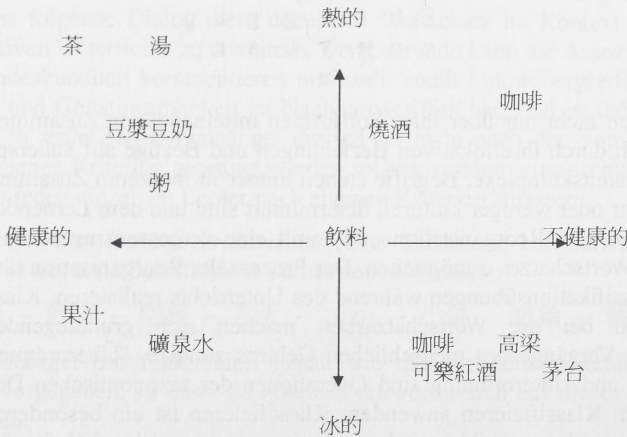 熱的
茶 湯
咖啡
豆漿豆奶 燒酒
粥
健康的 飲料 不健康的
果汁
礦泉水 咖啡 高梁
可樂紅酒 茅台
冰的